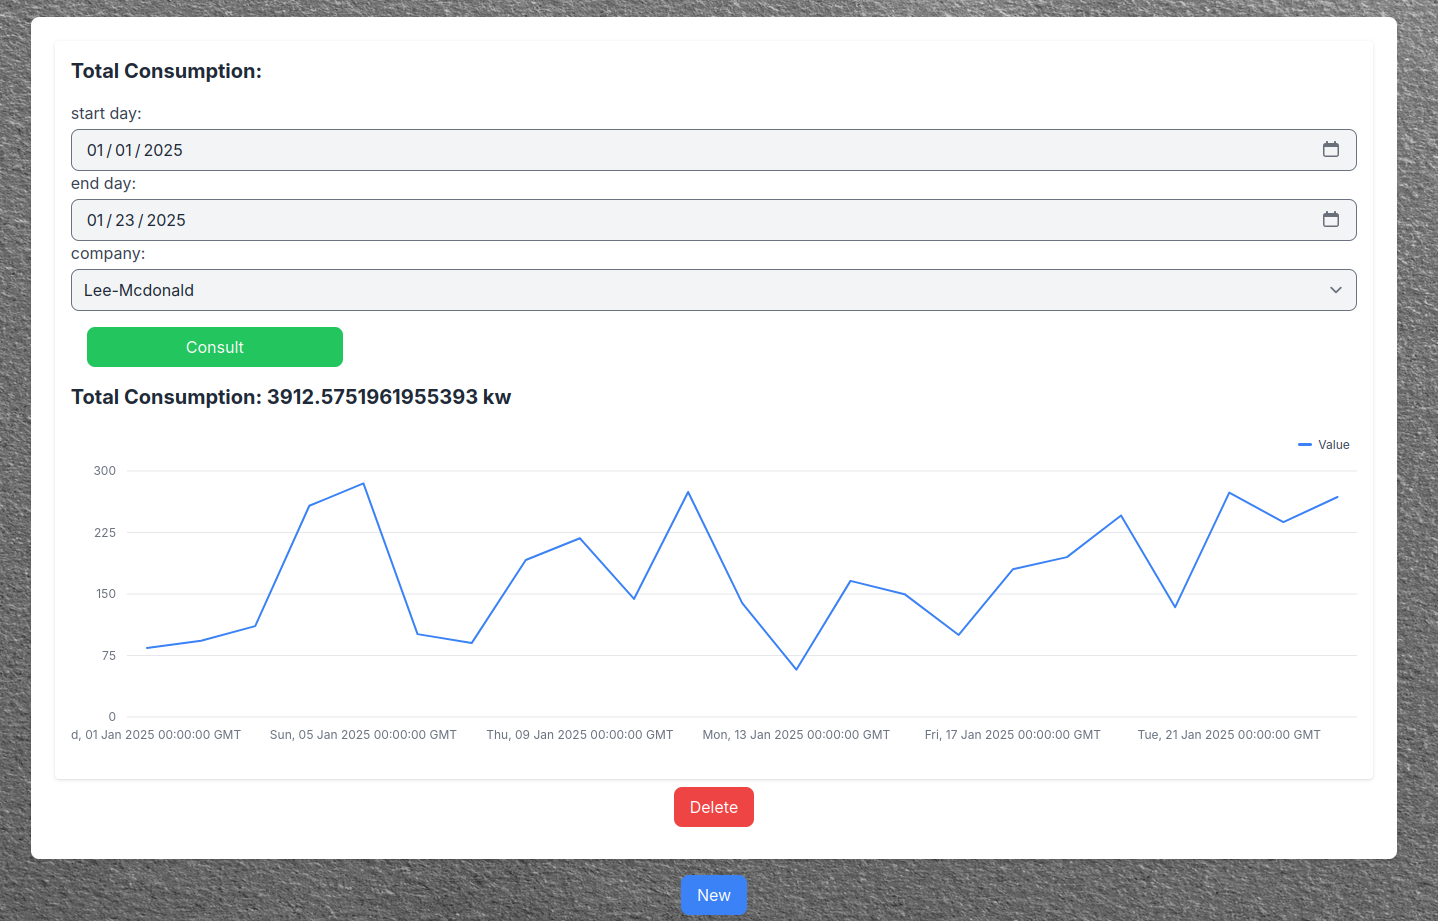 Total Consumption:
start day:
01/01/2025
end day:
01/23/2025
company:
Lee-Mcdonald
Consult
Total Consumption: 3912.5751961955393 kw
Value
300
225
150
75
0
d, 01 Jan 2025 00:00:00 GMT Sun, 05 Jan 2025 00:00:00 GMT Thu, 09 Jan 2025 00:00:00 GMT Mon, 13 Jan 2025 00:00:00 GMT Fri, 17 Jan 2025 00:00:00 GMT Tue, 21 Jan 2025 00:00:00 GMT
Delete
New